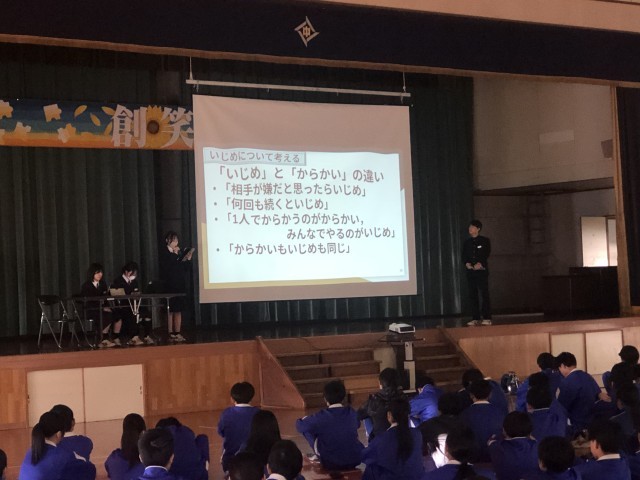 創笑
いじめについて考える
「いじめ」と「からかい」の違い
・「相手が嫌だと思ったらいじめ」
・「何回も続くといじめ」
・「1人でからかうのがからかい，
みんなでやるのがいじめ」
・「からかいもいじめも同じ」